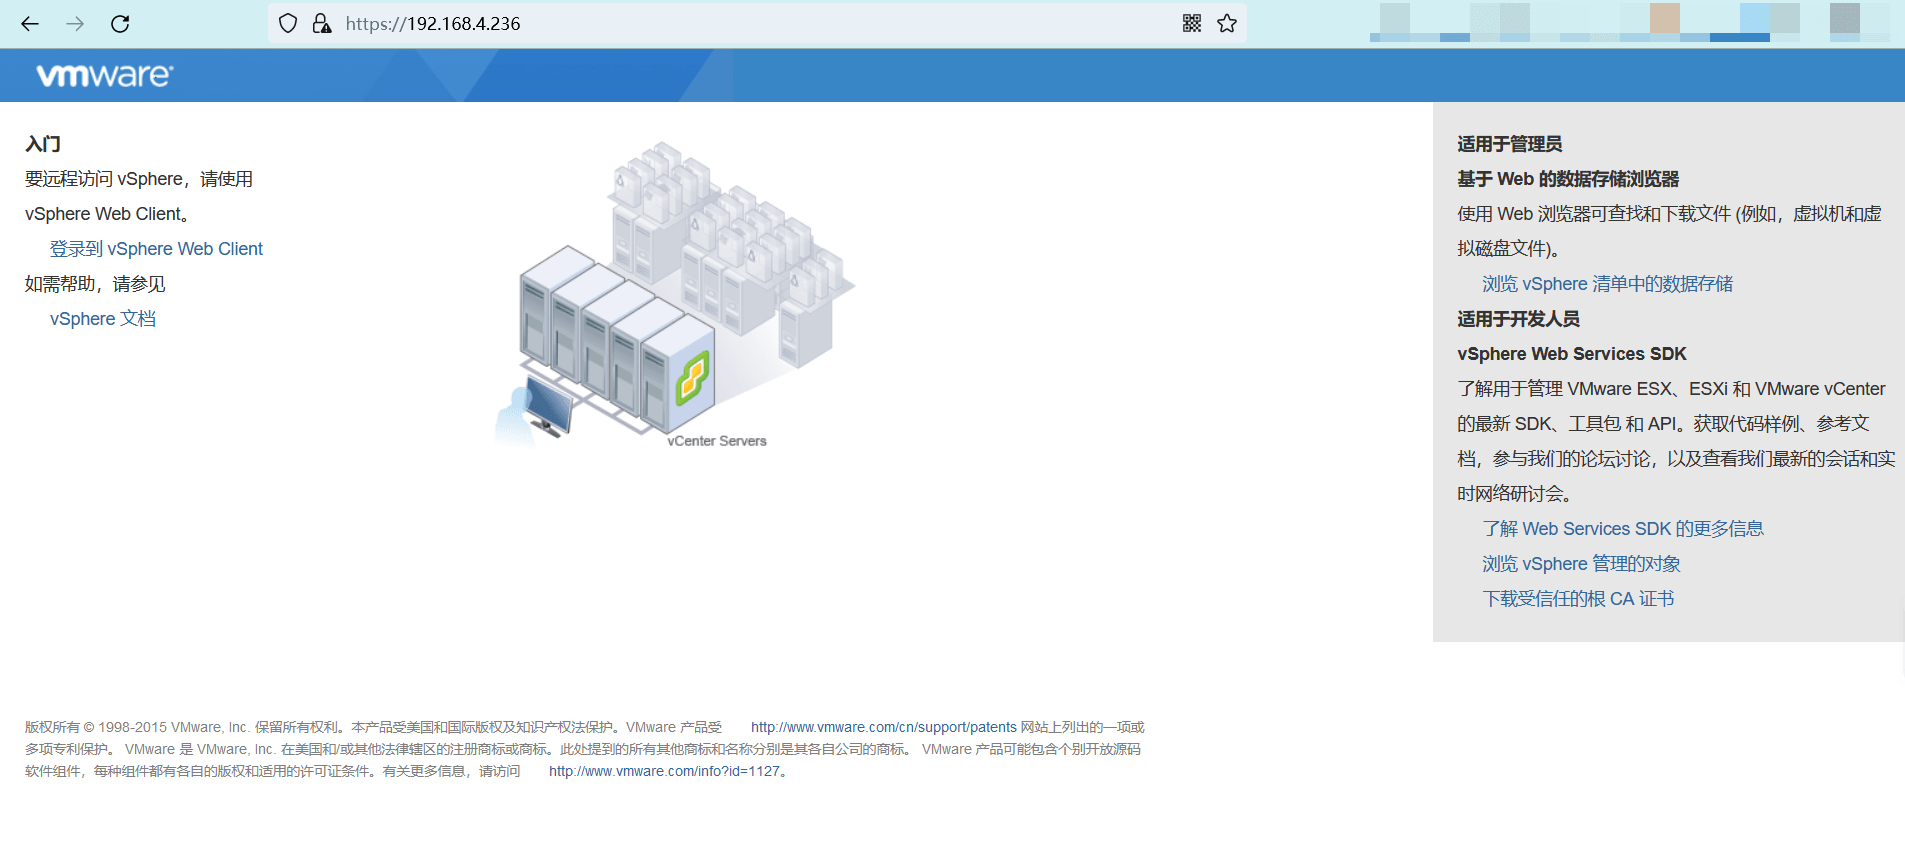 https://192.168.4.236
vmware
入门
要远程访问 vSphere，请使用
vSphere Web Client。
登录到 vSphere Web Client
如需帮助，请参见
vSphere 文档
vCenter Servers
适用于管理员
基于 Web 的数据存储浏览器
使用 Web 浏览器可查找和下载文件 (例如，虚拟机和虚
拟磁盘文件)。
浏览 vSphere 清单中的数据存储
适用于开发人员
vSphere Web Services SDK
了解用于管理 VMware ESX、ESXi 和 VMware vCenter
的最新 SDK、工具包 和 API。获取代码样例、参考文
档，参与我们的论坛讨论，以及查看我们最新的会话和实
时网络研讨会。
了解 Web Services SDK 的更多信息
浏览 vSphere 管理的对象
下载受信任的根 CA 证书
版权所有 © 1998-2015 VMware, Inc. 保留所有权利。本产品受美国和国际版权及知识产权法保护。VMware 产品受 http://www.vmware.com/cn/support/patents 网站上列出的一项或
多项专利保护。 VMware 是 VMware, Inc. 在美国和/或其他法律辖区的注册商标或商标。此处提到的所有其他商标和名称分别是其各自公司的商标。 VMware 产品可能包含个别开放源码
软件组件，每种组件都有各自的版权和适用的许可证条件。有关更多信息，请访问 http://www.vmware.com/info?id=1127。